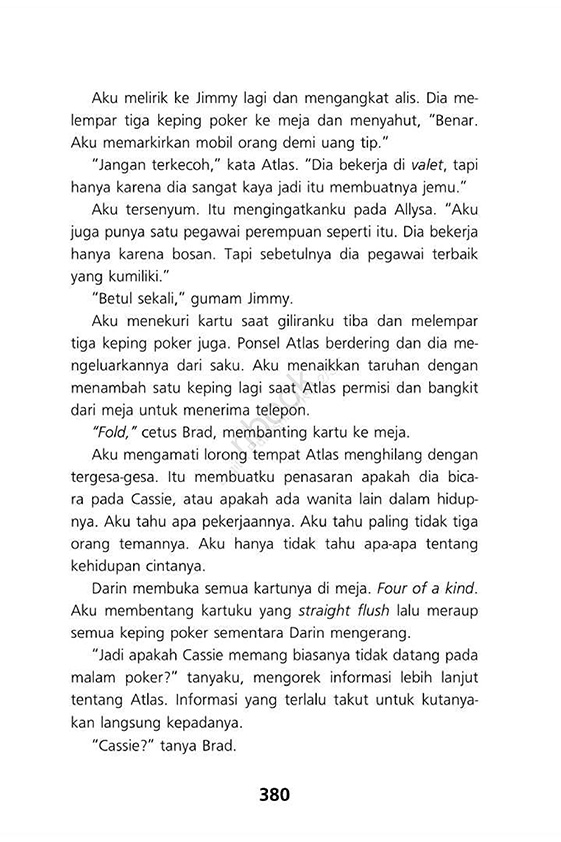 Aku melirik ke Jimmy lagi dan mengangkat alis. Dia me-
lempar tiga keping poker ke meja dan menyahut, "Benar.
Aku memarkirkan mobil orang demi uang tip."
"Jangan terkecoh," kata Atlas. "Dia bekerja di valet, tapi
hanya karena dia sangat kaya jadi itu membuatnya jemu."
Aku tersenyum. Itu mengingatkanku pada Allysa. "Aku
juga punya satu pegawai perempuan seperti itu. Dia bekerja
hanya karena bosan. Tapi sebetulnya dia pegawai terbaik
yang kumiliki."
"Betul sekali," gumam Jimmy.
Aku menekuri kartu saat giliranku tiba dan melempar
tiga keping poker juga. Ponsel Atlas berdering dan dia me-
ngeluarkannya dari saku. Aku menaikkan taruhan dengan
menambah satu keping lagi saat Atlas permisi dan bangkit
dari meja untuk menerima telepon.
"Fold," cetus Brad, membanting kartu ke meja.
Aku mengamati lorong tempat Atlas menghilang dengan
tergesa-gesa. Itu membuatku penasaran apakah dia bica-
ra pada Cassie, atau apakah ada wanita lain dalam hidup-
nya. Aku tahu apa pekerjaannya. Aku tahu paling tidak tiga
orang temannya. Aku hanya tidak tahu apa-apa tentang
kehidupan cintanya.
Darin membuka semua kartunya di meja. Four of a kind.
Aku membentang kartuku yang straight flush lalu meraup
semua keping poker sementara Darin mengerang.
"Jadi apakah Cassie memang biasanya tidak datang pada
malam poker?" tanyaku, mengorek informasi lebih lanjut
tentang Atlas. Informasi yang terlalu takut untuk kutanya-
kan langsung kepadanya.
"Cassie?" tanya Brad.
380